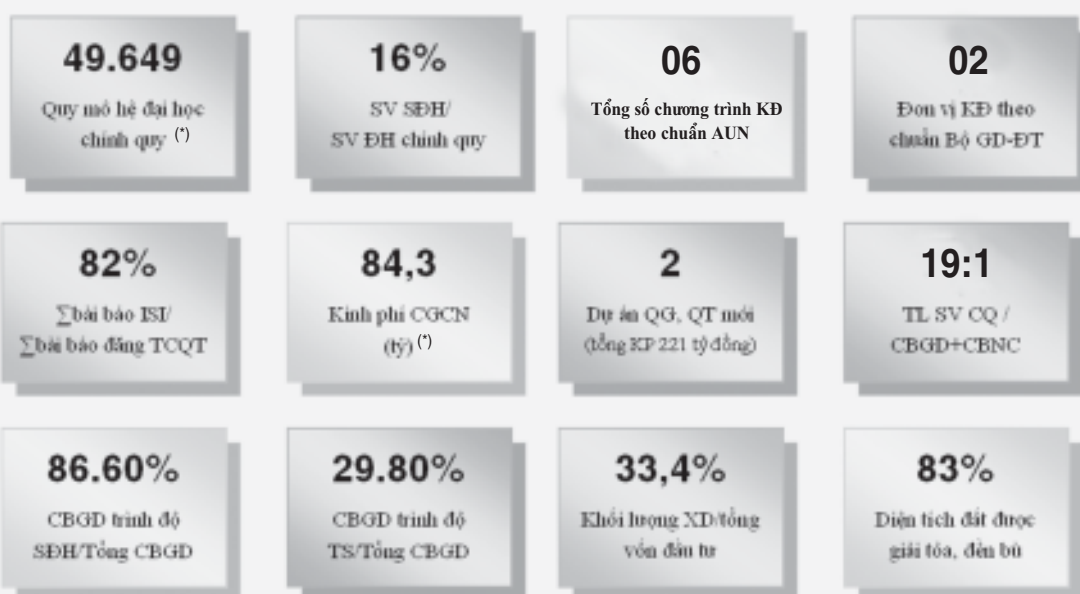 49.649
Quy mô hệ đại học
chính quy (*)
16%
SV SĐH/
SV ĐH chính quy
06
Tổng số chương trình KĐ
theo chuẩn AUN
02
Đơn vị KĐ theo
chuẩn Bộ GD-ĐT
82%
∑bài báo ISI/
∑bài báo đăng TCQT
84,3
Kinh phí CGCN
(tỷ) (*)
2
Dự án QG, QT mới
(tổng KP 221 tỷ đồng)
19:1
TL SV CQ /
CBGD+CBNC
86.60%
CBGD trình độ
SĐH/Tổng CBGD
29.80%
CBGD trình độ
TS/Tổng CBGD
33,4%
Khối lượng XD/tổng
vốn đầu tư
83%
Diện tích đất được
giải tỏa, đền bù